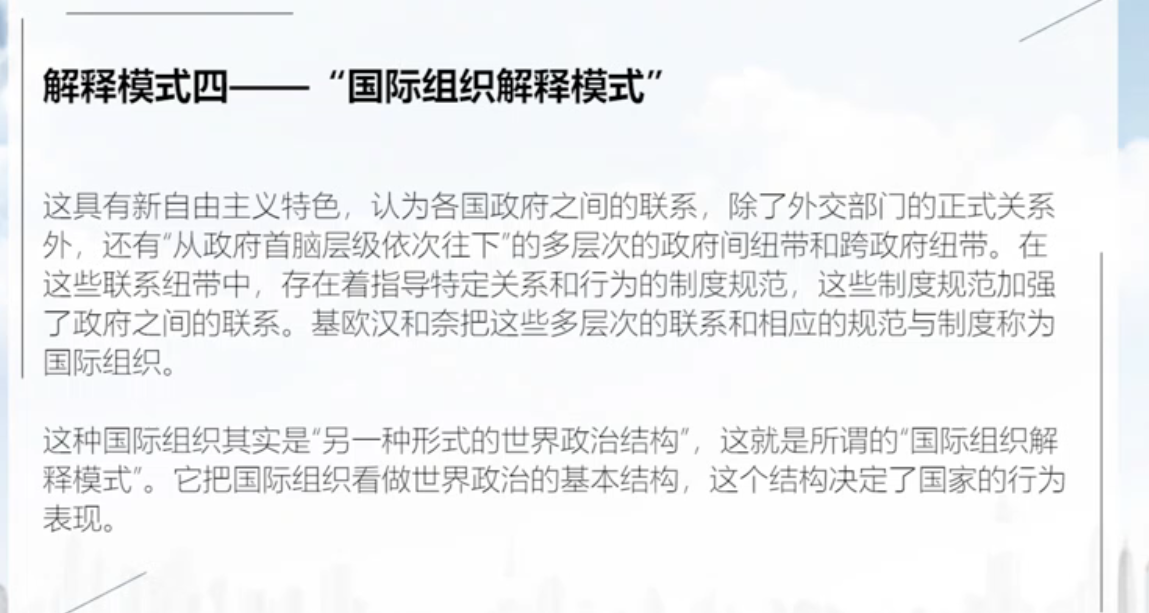 解释模式四——“国际组织解释模式”
这具有新自由主义特色，认为各国政府之间的联系，除了外交部门的正式关系
外，还有“从政府首脑层级依次往下”的多层次的政府间纽带和跨政府纽带。在
这些联系纽带中，存在着指导特定关系和行为的制度规范，这些制度规范加强
了政府之间的联系。基欧汉和奈把这些多层次的联系和相应的规范与制度称为
国际组织。
这种国际组织其实是“另一种形式的世界政治结构”，这就是所谓的“国际组织解
释模式”。它把国际组织看做世界政治的基本结构，这个结构决定了国家的行为
表现。